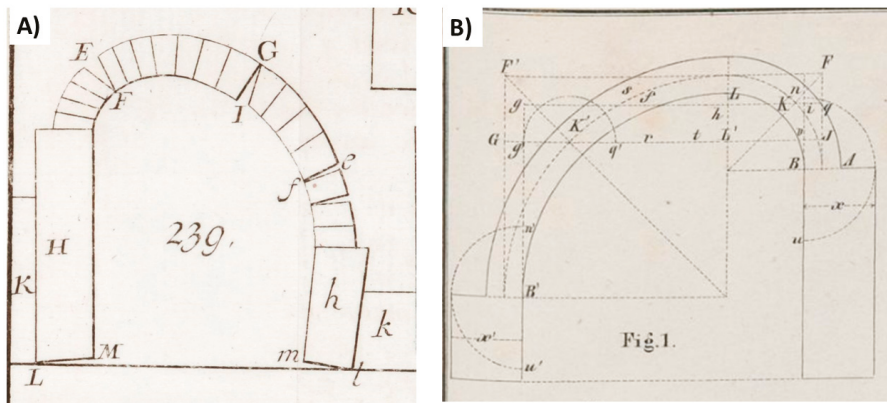 A)
E
F
G
I
e
f
239.
H
K
h
k
L
M
m
l
B)
F'
F
s
P
L
K
n
i
q
g
h
K'
G
g'
q'
r
t
L'
p
J
B
A
x
u
n'
B'
x'
u'
Fig.1.